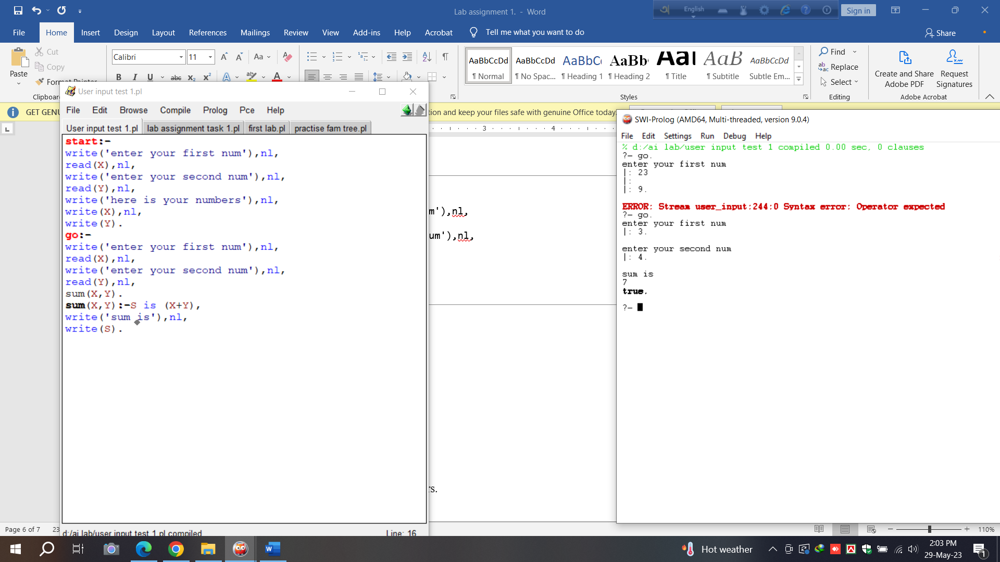 Lab assignment 1. - Word
English
Sign in
File Home Insert Design Layout References Mailings Review View Add-ins Help Acrobat Tell me what you want to do Share
Paste
Cut
Copy
Format Painter
Clipboard
Calibri 11 Aa
B I U abc x₂ x² A ab A
AaBbCcDd AaBbCcDd AaBbC AaBb AaI AaB AaBbCcDd
¶ Normal ¶ No Spac... ¶ Heading 1 ¶ Heading 2 ¶ Title ¶ Subtitle Subtle Em...
Styles
Find
Replace
Select
Editing
Create and Share
Adobe PDF
Request
Signatures
Adobe Acrobat
GET GENU
tion and keep your files safe with genuine Office today.
3 4
User input test 1.pl
File Edit Browse Compile Prolog Pce Help
User input test 1.pl lab assignment task 1.pl first lab.pl practise fam tree.pl
start:-
write('enter your first num'),nl,
read(X),nl,
write('enter your second num'),nl,
read(Y),nl,
write('here is your numbers'),nl,
write(X),nl,
write(Y).
go:-
write('enter your first num'),nl,
read(X),nl,
write('enter your second num'),nl,
read(Y),nl,
sum(X,Y).
sum(X,Y):-S is (X+Y),
write('sum is'),nl,
write(S).
d:/ai lab/user input test 1.pl compiled Line: 16
m'),nl,
um'),nl,
rs.
SWI-Prolog (AMD64, Multi-threaded, version 9.0.4)
File Edit Settings Run Debug Help
% d:/ai lab/user input test 1 compiled 0.00 sec, 0 clauses
?- go.
enter your first num
|: 23
|:
|: 9.
ERROR: Stream user_input:244:0 Syntax error: Operator expected
?- go.
enter your first num
|: 3.
enter your second num
|: 4.
sum is
7
true.
?-
Page 6 of 7 23
110%
Hot weather
2:03 PM
29-May-23
1